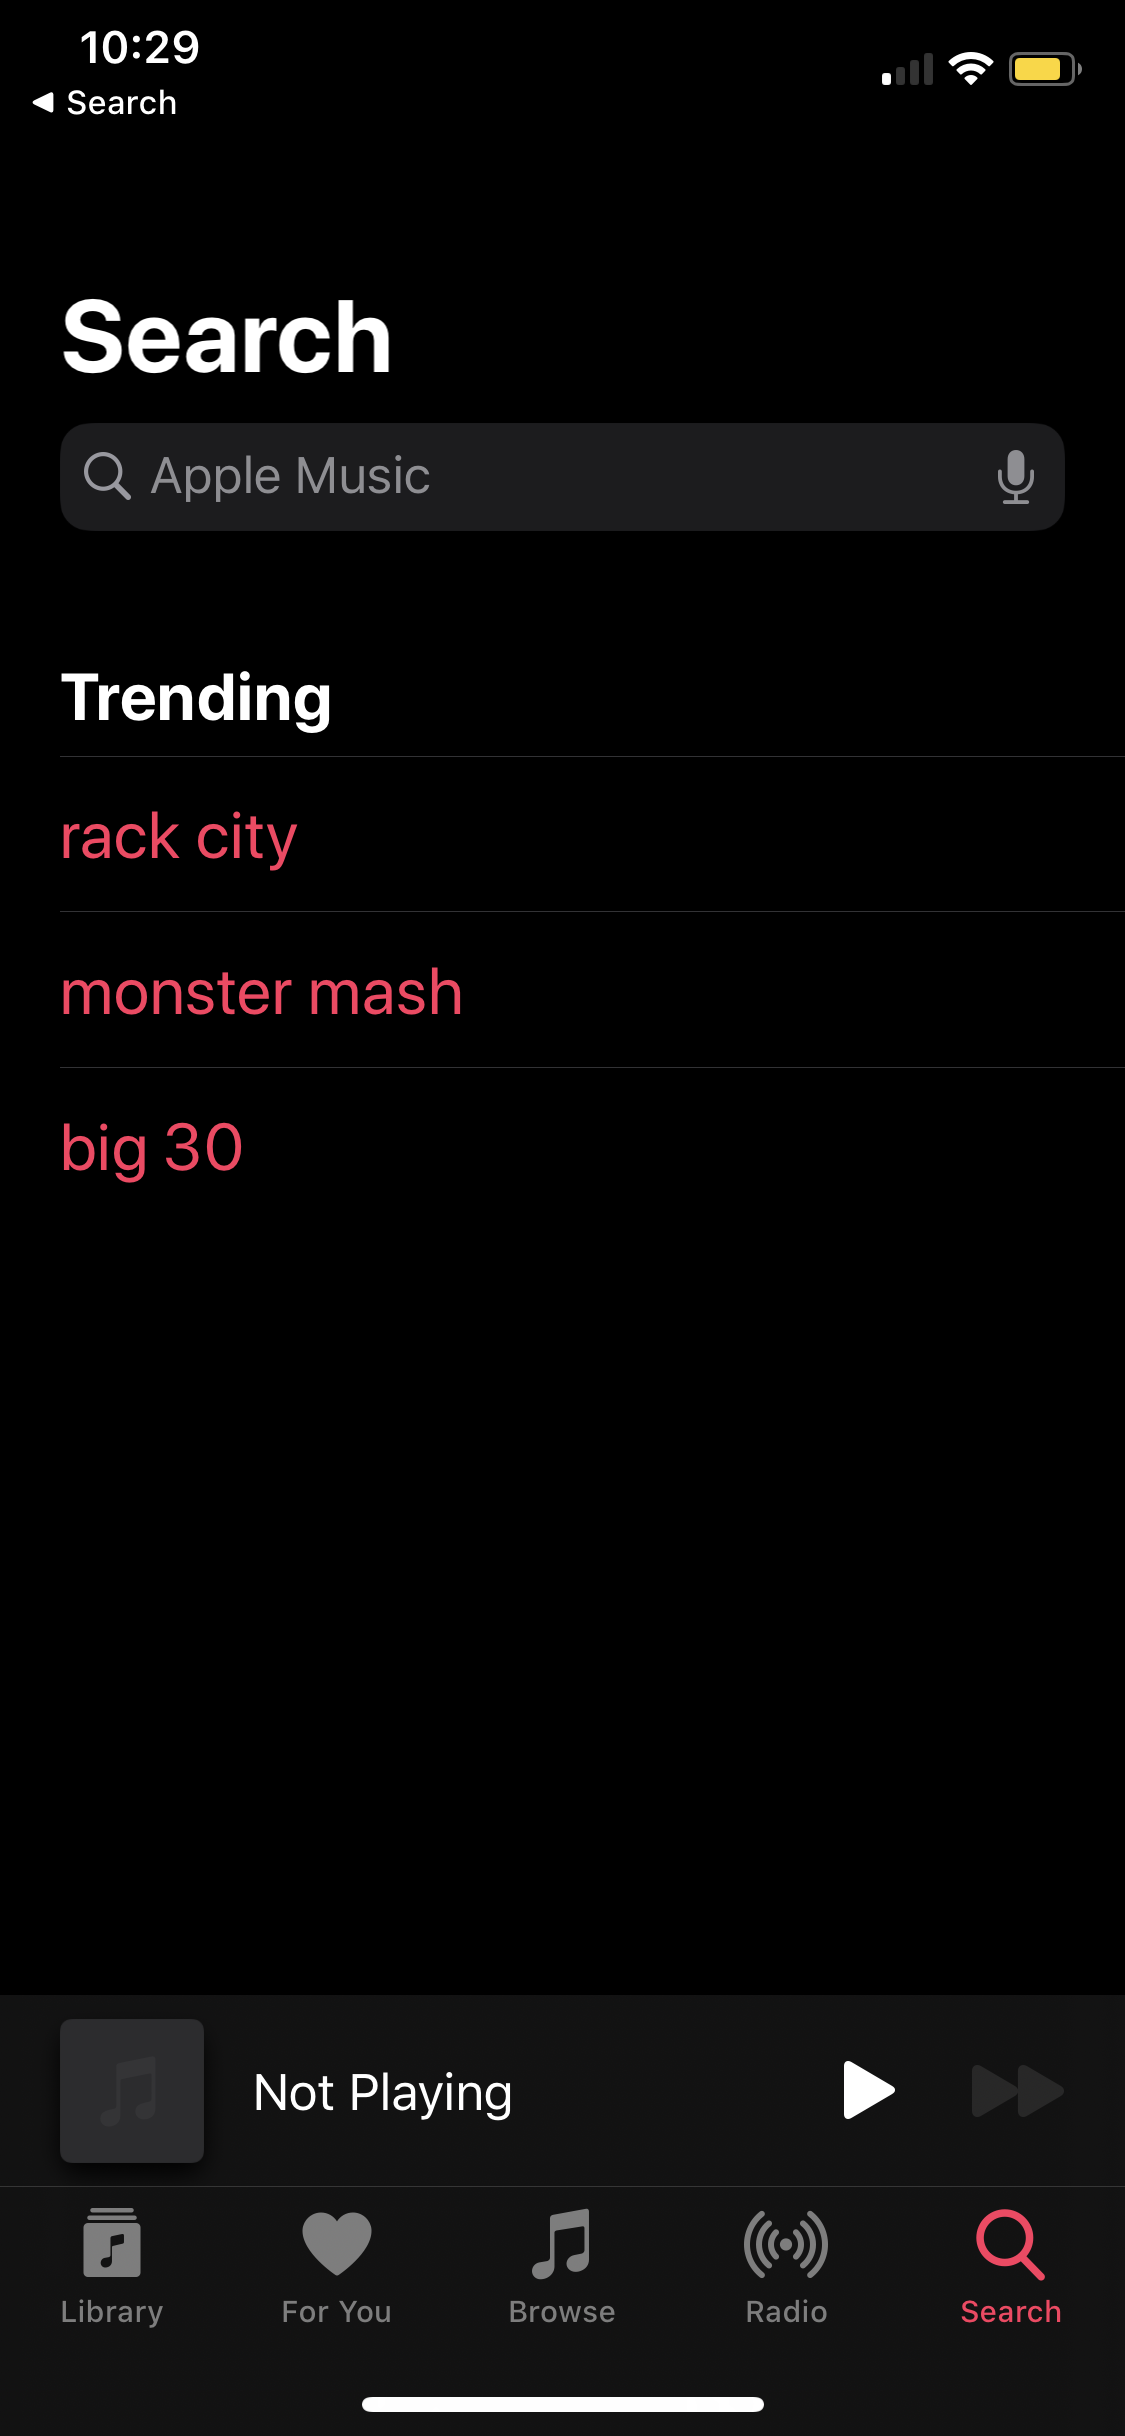 10:29
Search
Search
Apple Music
Trending
rack city
monster mash
big 30
Not Playing
Library
For You
Browse
Radio
Search